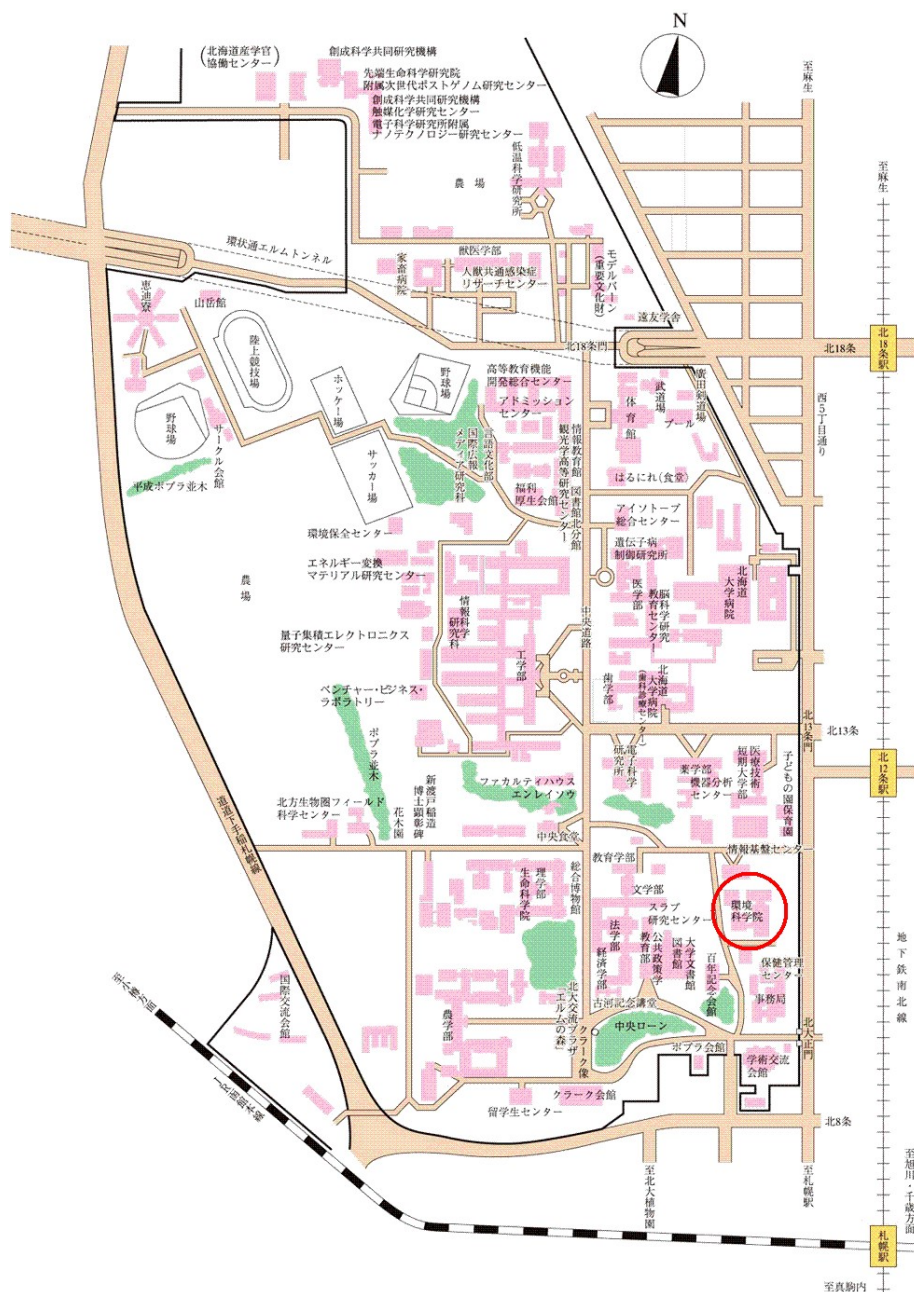 N
北海道産学官
協働センター
創成科学共同研究機構
先端生命科学研究院
附属次世代ポストゲノム研究センター
創成科学共同研究機構
触媒化学研究センター
電子科学研究所附属
ナノテクノロジー研究センター
至麻生
至麻生
低温科学研究所
農場
環状通エルムトンネル
獣医学部
家畜病院
人獣共通感染症
リサーチセンター
モデルバーン
(重要文化財)
恵迪寮
山岳館
遠友学舎
陸上競技場
北18条門
北18条
北18条駅
ホッケー場
野球場
高等教育機能
開発総合センター
アドミッション
センター
体育館
武道場
プール
廣田剣道場
西5丁目通り
野球場
サークル会館
サッカー場
国際広報
メディア研究科
言語文化部
情報教育館
観光学高等研究センター
図書館北分館
平成ポプラ並木
福利
厚生会館
はるにれ(食堂)
環境保全センター
アイソトープ
総合センター
遺伝子病
制御研究所
エネルギー変換
マテリアル研究センター
農場
情報科学
研究科
医学部
脳科学研究
教育センター
北海道
大学病院
中央道路
量子集積エレクトロニクス
研究センター
工学部
歯学部
北海道
大学病院
(歯科診療センター)
ベンチャー・ビジネス・
ラボラトリー
ポプラ並木
北13条門
北13条
電子科学
研究所
薬学部
機器分析
センター
医療技術
短期大学部
子どもの園保育園
北12条駅
ファカルティハウス
エンレイソウ
新渡戸稲造
博士顕彰碑
花木園
北方生物圏フィールド
科学センター
中央食堂
情報基盤センター
道道下手稲札幌線
教育学部
文学部
理学部
生命科学院
総合博物館
スラブ
研究センター
環境
科学院
法学部
経済学部
公共政策学
教育部
大学文書館
図書館
百年記念会館
保健管理
センター
地下鉄南北線
事務局
古河記念講堂
国際交流会館
至小樽方面
農学部
北大交流プラザ
「エルムの森」
クラーク像
中央ローン
北大正門
ポプラ会館
学術交流
会館
クラーク会館
留学生センター
北8条
JR函館本線
至北大植物園
至札幌駅
至旭川・千歳方面
札幌駅
至真駒内